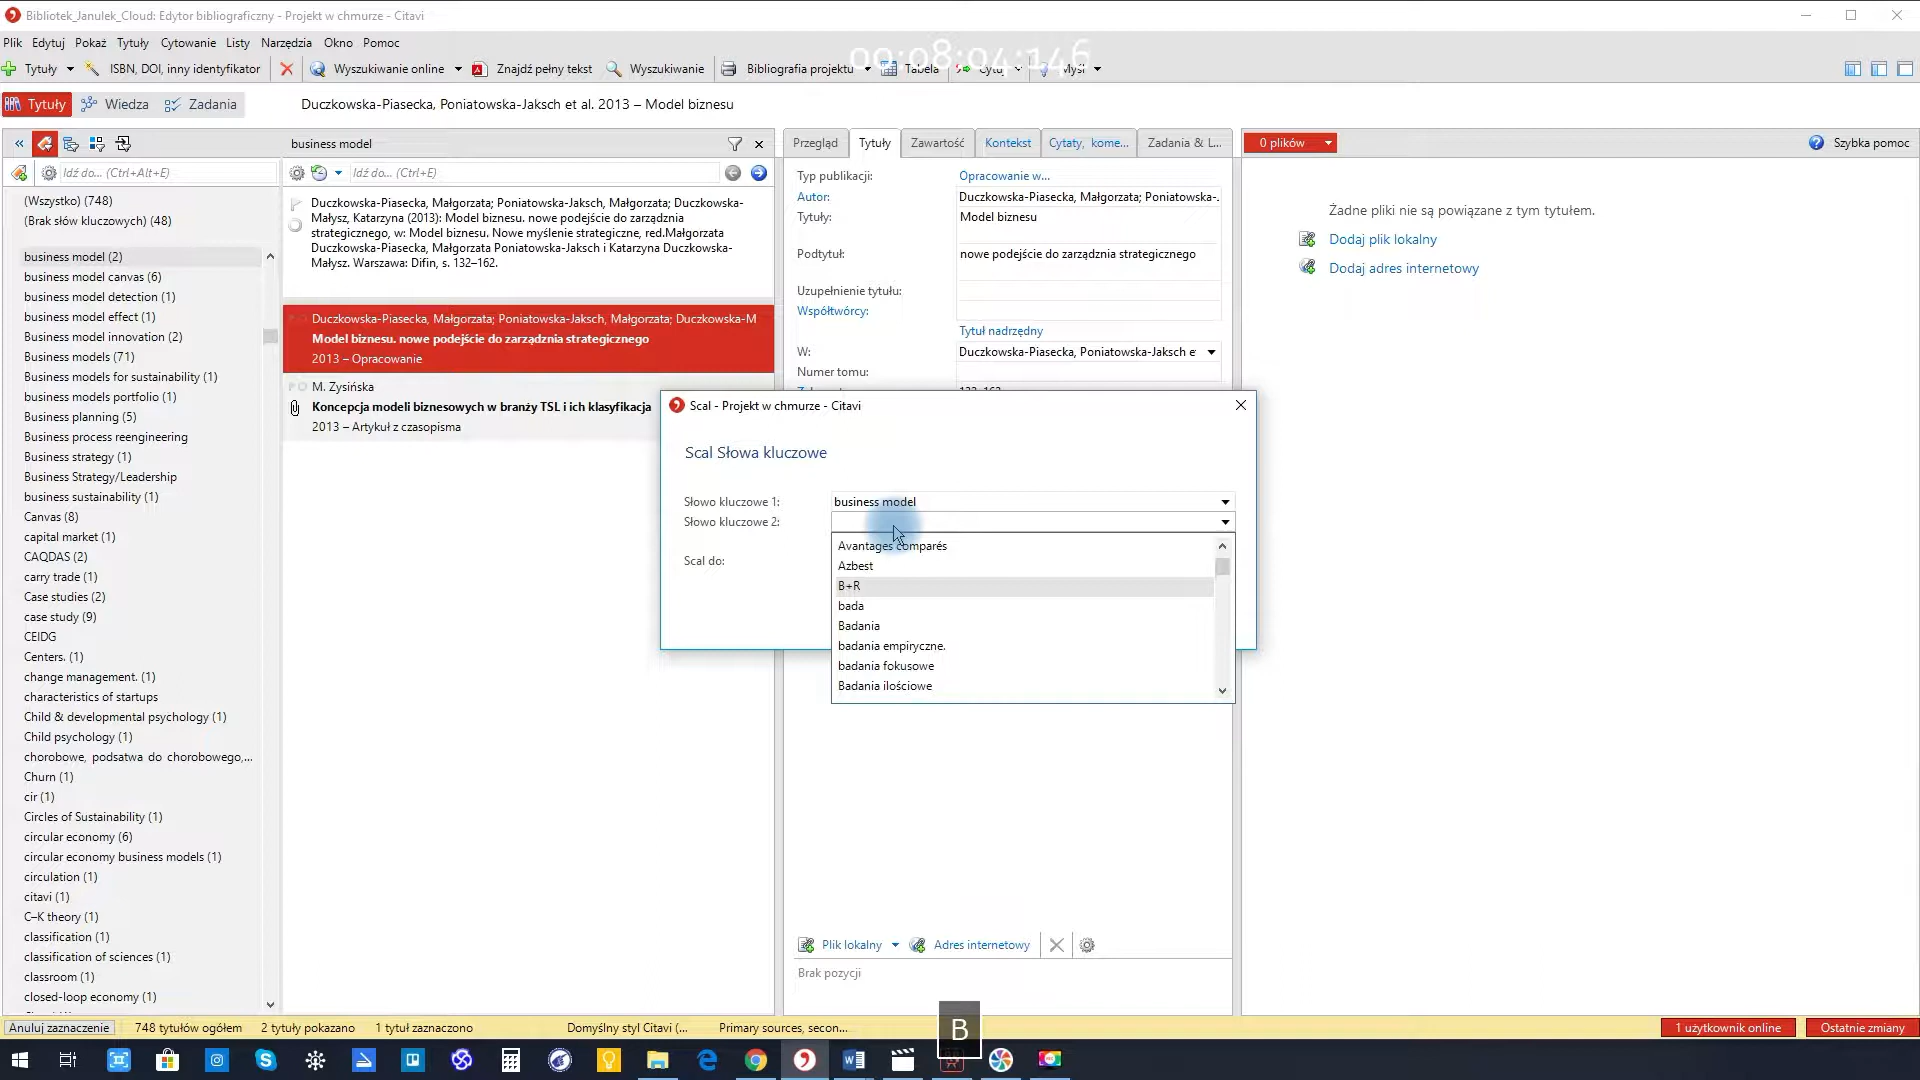 Bibliotek_Janulek_Cloud: Edytor bibliograficzny - Projekt w chmurze - Citavi
Plik Edytuj Pokaż Tytuły Cytowanie Listy Narzędzia Okno Pomoc
00:08:04:146
Tytuły ISBN, DOI, inny identyfikator Wyszukiwanie online Znajdź pełny tekst Wyszukiwanie Bibliografia projektu Tabela Cytuj Myśl
Tytuły Wiedza Zadania
Duczkowska-Piasecka, Poniatowska-Jaksch et al. 2013 – Model biznesu
Idź do... (Ctrl+Alt+E)
(Wszystko) (748)
(Brak słów kluczowych) (48)
business model (2)
business model canvas (6)
business model detection (1)
business model effect (1)
Business model innovation (2)
Business models (71)
Business models for sustainability (1)
business models portfolio (1)
Business planning (5)
Business process reengineering
Business strategy (1)
Business Strategy/Leadership
business sustainability (1)
Canvas (8)
capital market (1)
CAQDAS (2)
carry trade (1)
Case studies (2)
case study (9)
CEIDG
Centers. (1)
change management. (1)
characteristics of startups
Child & developmental psychology (1)
Child psychology (1)
chorobowe, podsatwa do chorobowego,...
Churn (1)
cir (1)
Circles of Sustainability (1)
circular economy (6)
circular economy business models (1)
circulation (1)
citavi (1)
C–K theory (1)
classification (1)
classification of sciences (1)
classroom (1)
closed-loop economy (1)
business model
Idź do... (Ctrl+E)
Duczkowska-Piasecka, Małgorzata; Poniatowska-Jaksch, Małgorzata; Duczkowska-
Małysz, Katarzyna (2013): Model biznesu. nowe podejście do zarządznia
strategicznego, w: Model biznesu. Nowe myślenie strategiczne, red.Małgorzata
Duczkowska-Piasecka, Małgorzata Poniatowska-Jaksch i Katarzyna Duczkowska-
Małysz. Warszawa: Difin, s. 132–162.
Duczkowska-Piasecka, Małgorzata; Poniatowska-Jaksch, Małgorzata; Duczkowska-M
Model biznesu. nowe podejście do zarządznia strategicznego
2013 – Opracowanie
M. Zysińska
Koncepcja modeli biznesowych w branży TSL i ich klasyfikacja
2013 – Artykuł z czasopisma
Przegląd Tytuły Zawartość Kontekst Cytaty, kome... Zadania & L...
Typ publikacji: Opracowanie w...
Autor: Duczkowska-Piasecka, Małgorzata; Poniatowska-.
Tytuły: Model biznesu
Podtytuł: nowe podejście do zarządznia strategicznego
Uzupełnienie tytułu:
Współtwórcy:
Tytuł nadrzędny
W: Duczkowska-Piasecka, Poniatowska-Jaksch e
Numer tomu:
0 plików
Szybka pomoc
Żadne pliki nie są powiązane z tym tytułem.
Dodaj plik lokalny
Dodaj adres internetowy
Scal - Projekt w chmurze - Citavi
Scal Słowa kluczowe
Słowo kluczowe 1: business model
Słowo kluczowe 2:
Scal do:
Avantages comparés
Azbest
B+R
bada
Badania
badania empiryczne.
badania fokusowe
Badania ilościowe
Plik lokalny Adres internetowy
Brak pozycji
B
Anuluj zaznaczenie 748 tytułów ogółem 2 tytuły pokazano 1 tytuł zaznaczono Domyślny styl Citavi (... Primary sources, secon... 1 użytkownik online Ostatnie zmiany